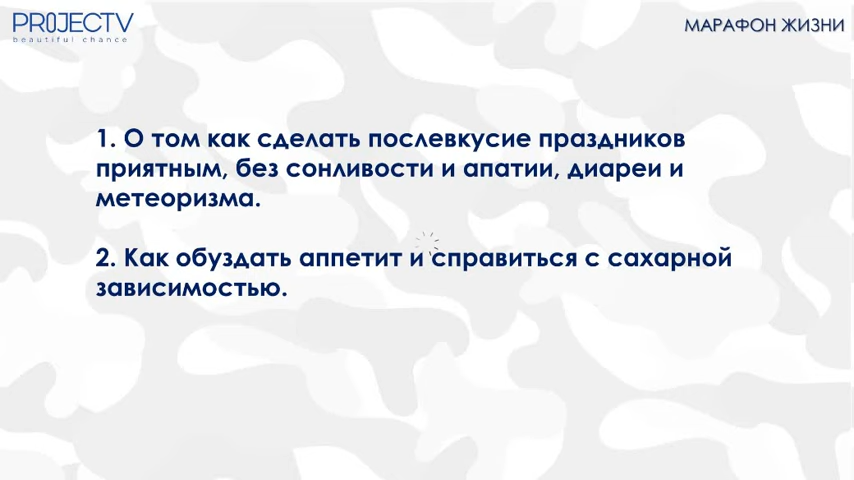 PROJECTV
beautiful chance
МАРАФОН ЖИЗНИ
1. О том как сделать послевкусие праздников
приятным, без сонливости и апатии, диареи и
метеоризма.
2. Как обуздать аппетит и справиться с сахарной
зависимостью.